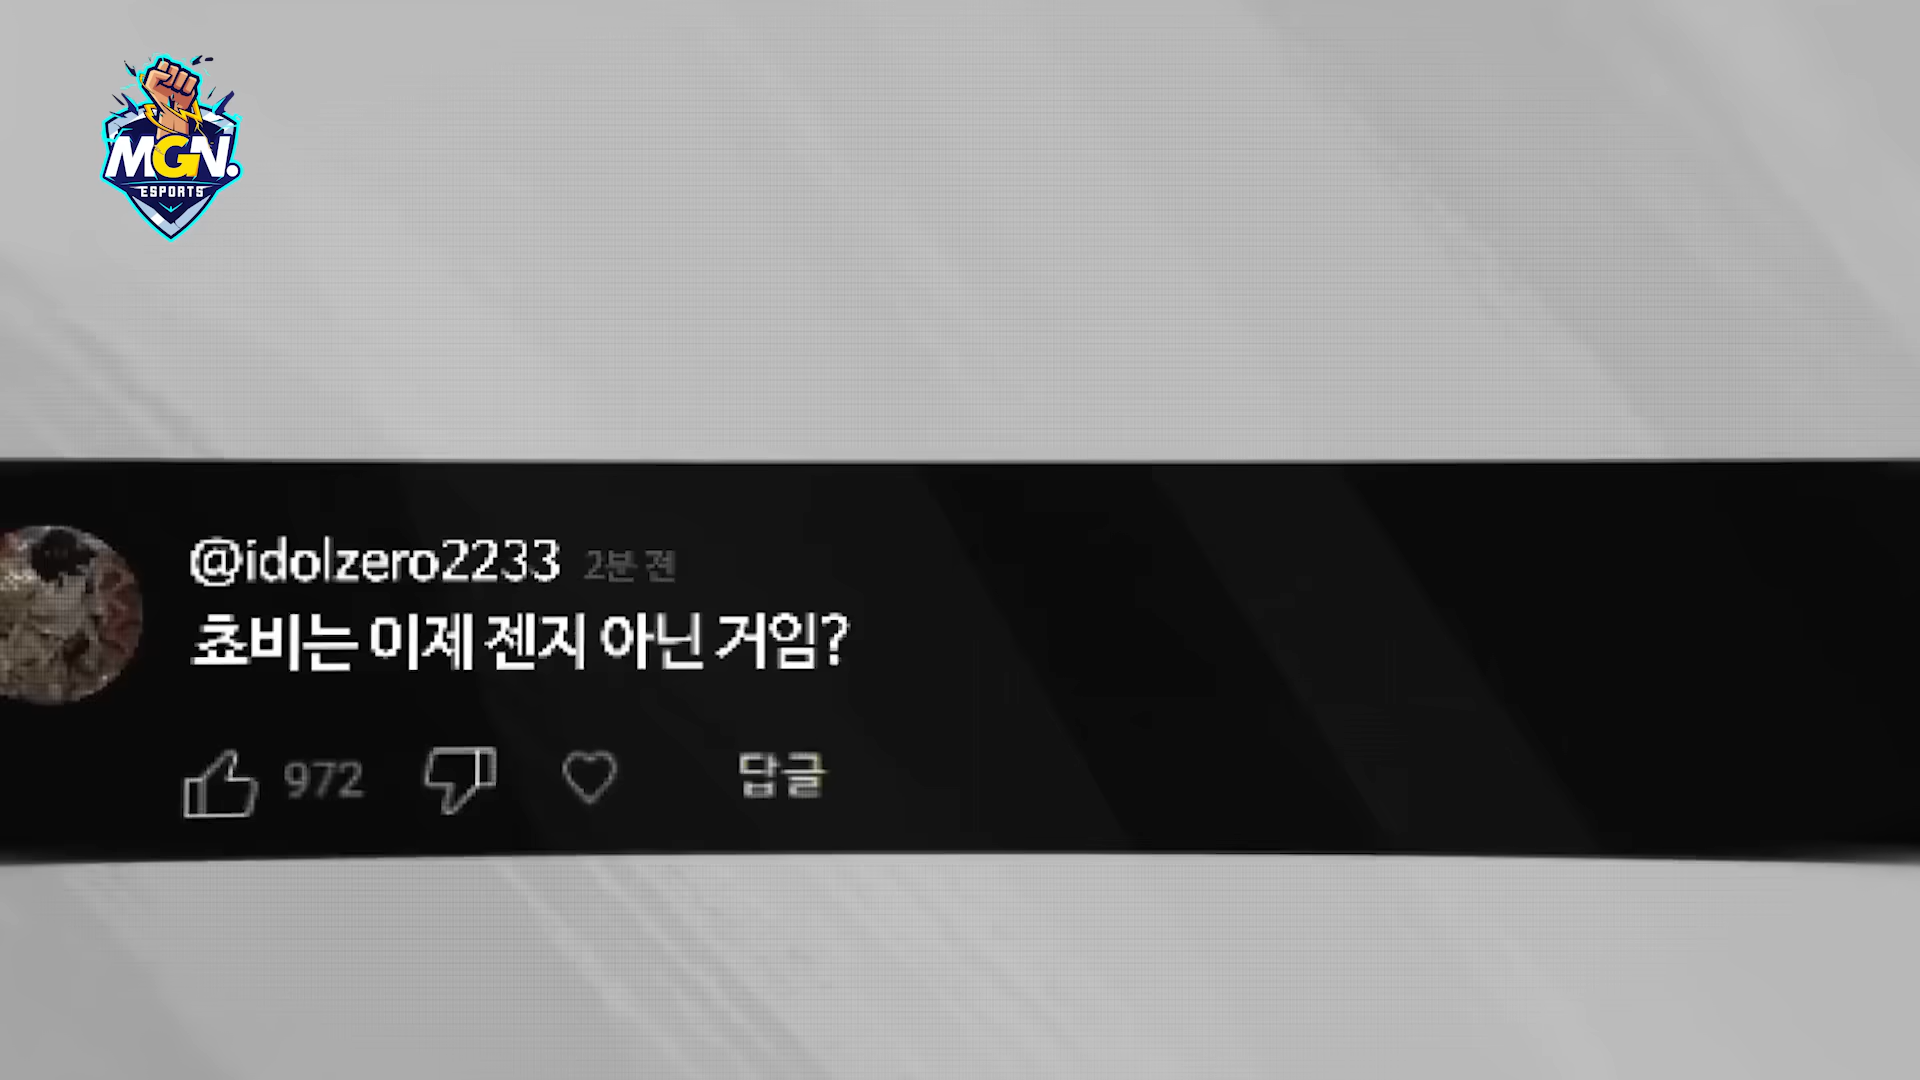 MGN.
ESPORTS
@idolzero2233 2분 전
쵸비는 이제 젠지 아닌 거임?
972
답글